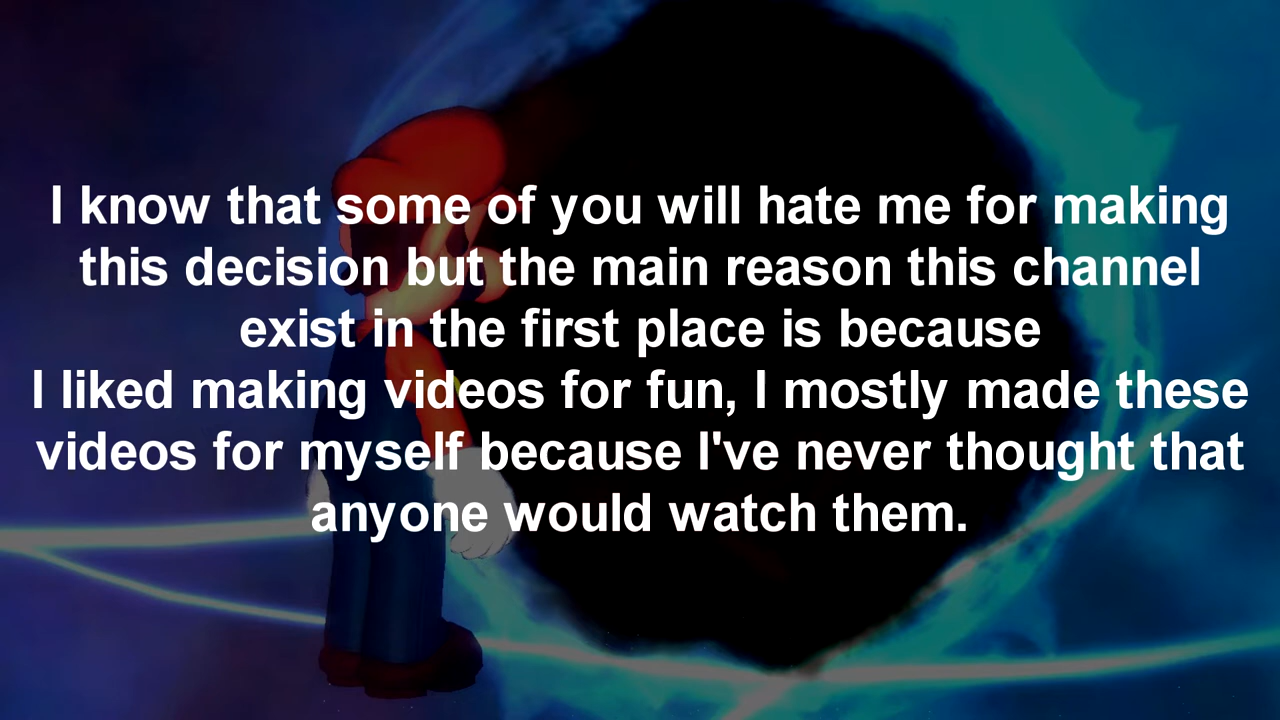 I know that some of you will hate me for making
this decision but the main reason this channel
exist in the first place is because
I liked making videos for fun, I mostly made these
videos for myself because I've never thought that
anyone would watch them.